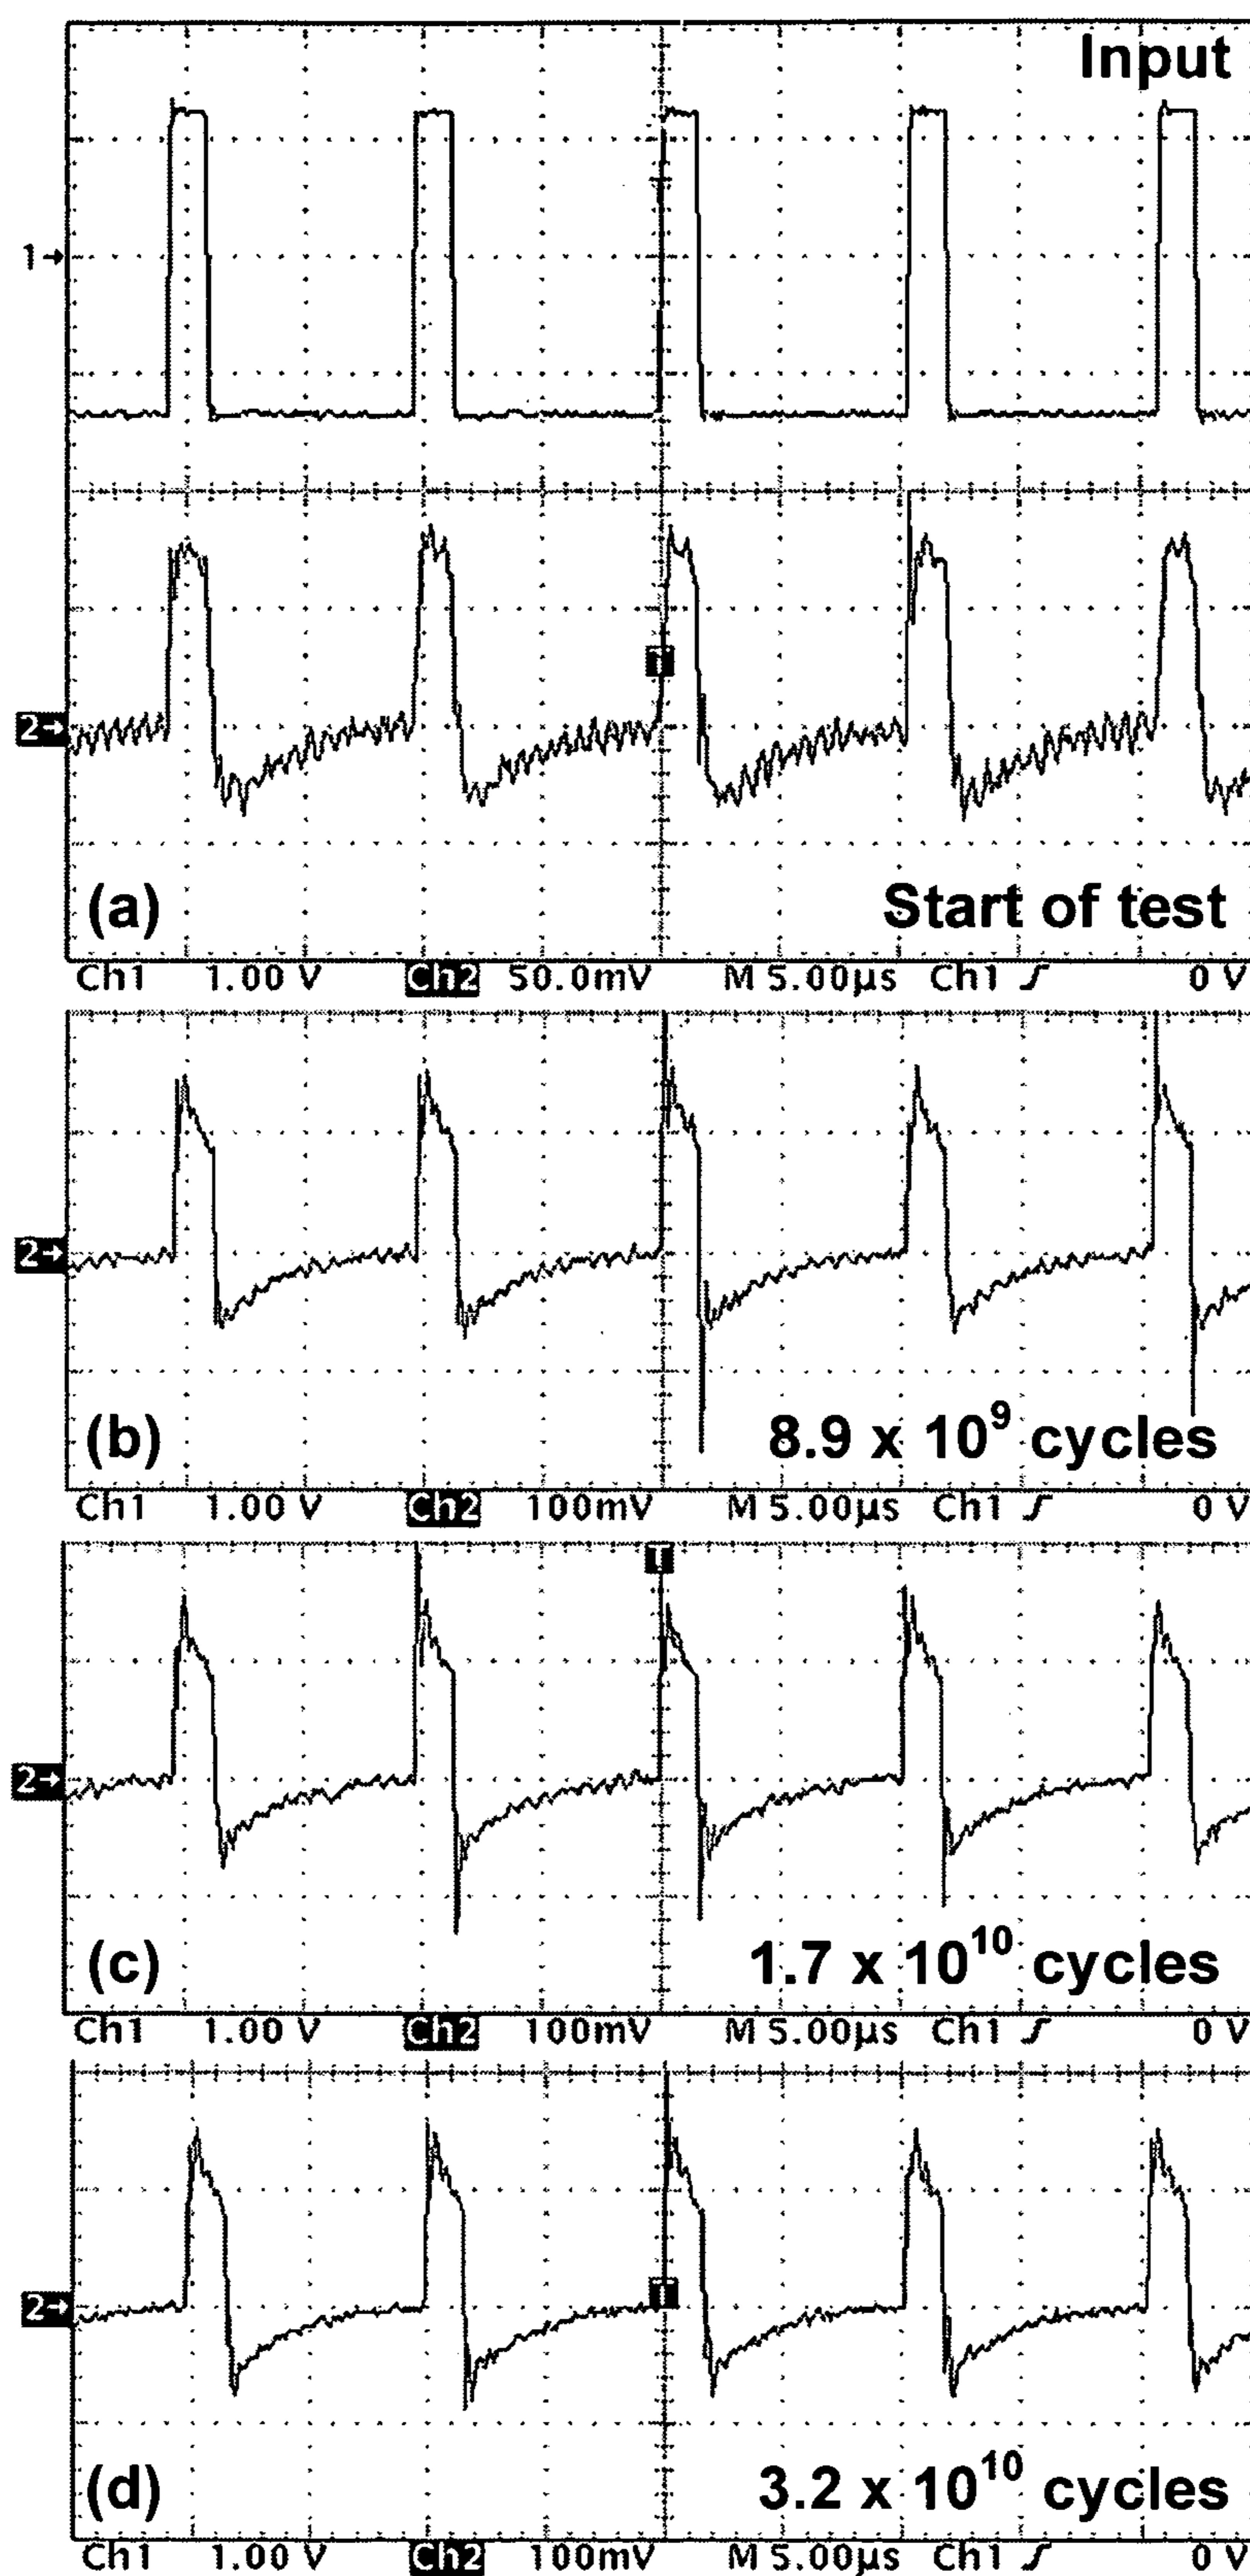 Input
1→
2→
(a) Start of test
Ch1 1.00 V Ch2 50.0mV M 5.00µs Ch1 ʃ 0 V
2→
(b) 8.9 x 10⁹ cycles
Ch1 1.00 V Ch2 100mV M 5.00µs Ch1 ʃ 0 V
T
2→
(c) 1.7 x 10¹⁰ cycles
Ch1 1.00 V Ch2 100mV M 5.00µs Ch1 ʃ 0 V
2→
(d) 3.2 x 10¹⁰ cycles
Ch1 1.00 V Ch2 100mV M 5.00µs Ch1 ʃ 0 V